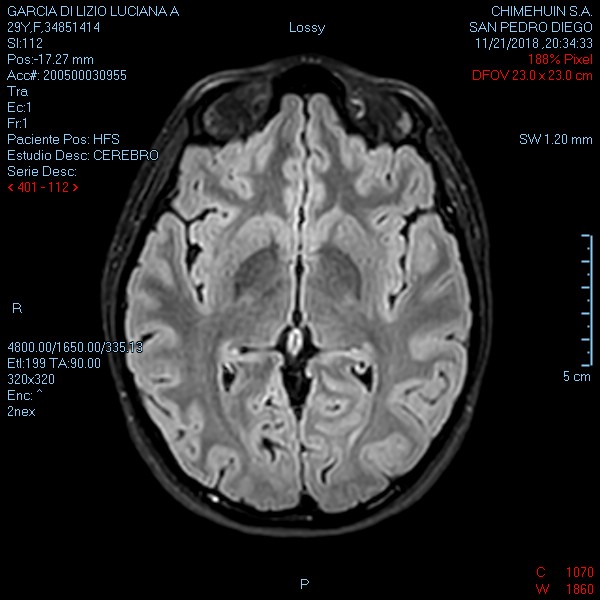 GARCIA DI LIZIO LUCIANA A
29Y,F,34851414
Sl:112
Pos:-17.27 mm
Acc#: 200500030955
Tra
Ec:1
Fr:1
Paciente Pos: HFS
Estudio Desc: CEREBRO
Serie Desc:
< 401 - 112 >
Lossy
CHIMEHUIN S.A.
SAN PEDRO DIEGO
11/21/2018 ,20:34:33
188% Pixel
DFOV 23.0 x 23.0 cm
SW 1.20 mm
R
4800.00/1650.00/335.13
Etl:199 TA:90.00
320x320
Enc: ^
2nex
5 cm
P
C 1070
W 1860